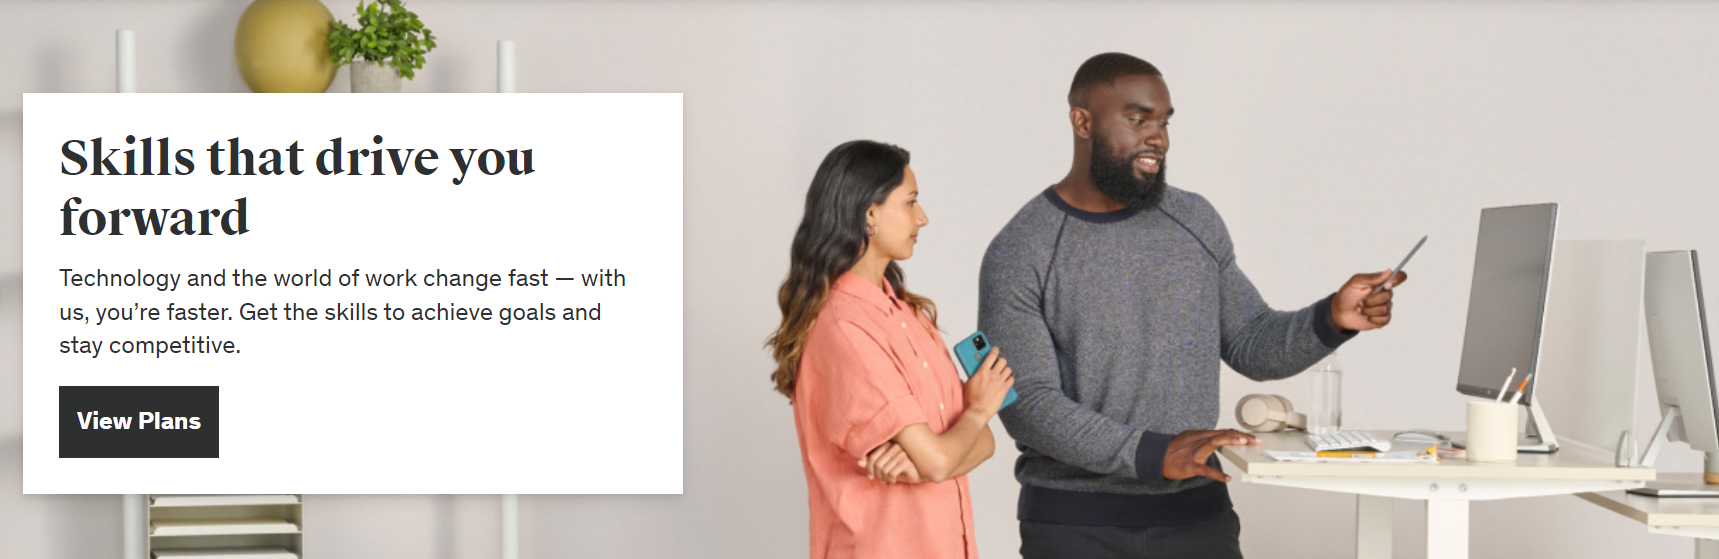 Skills that drive you
forward
Technology and the world of work change fast — with
us, you’re faster. Get the skills to achieve goals and
stay competitive.
View Plans